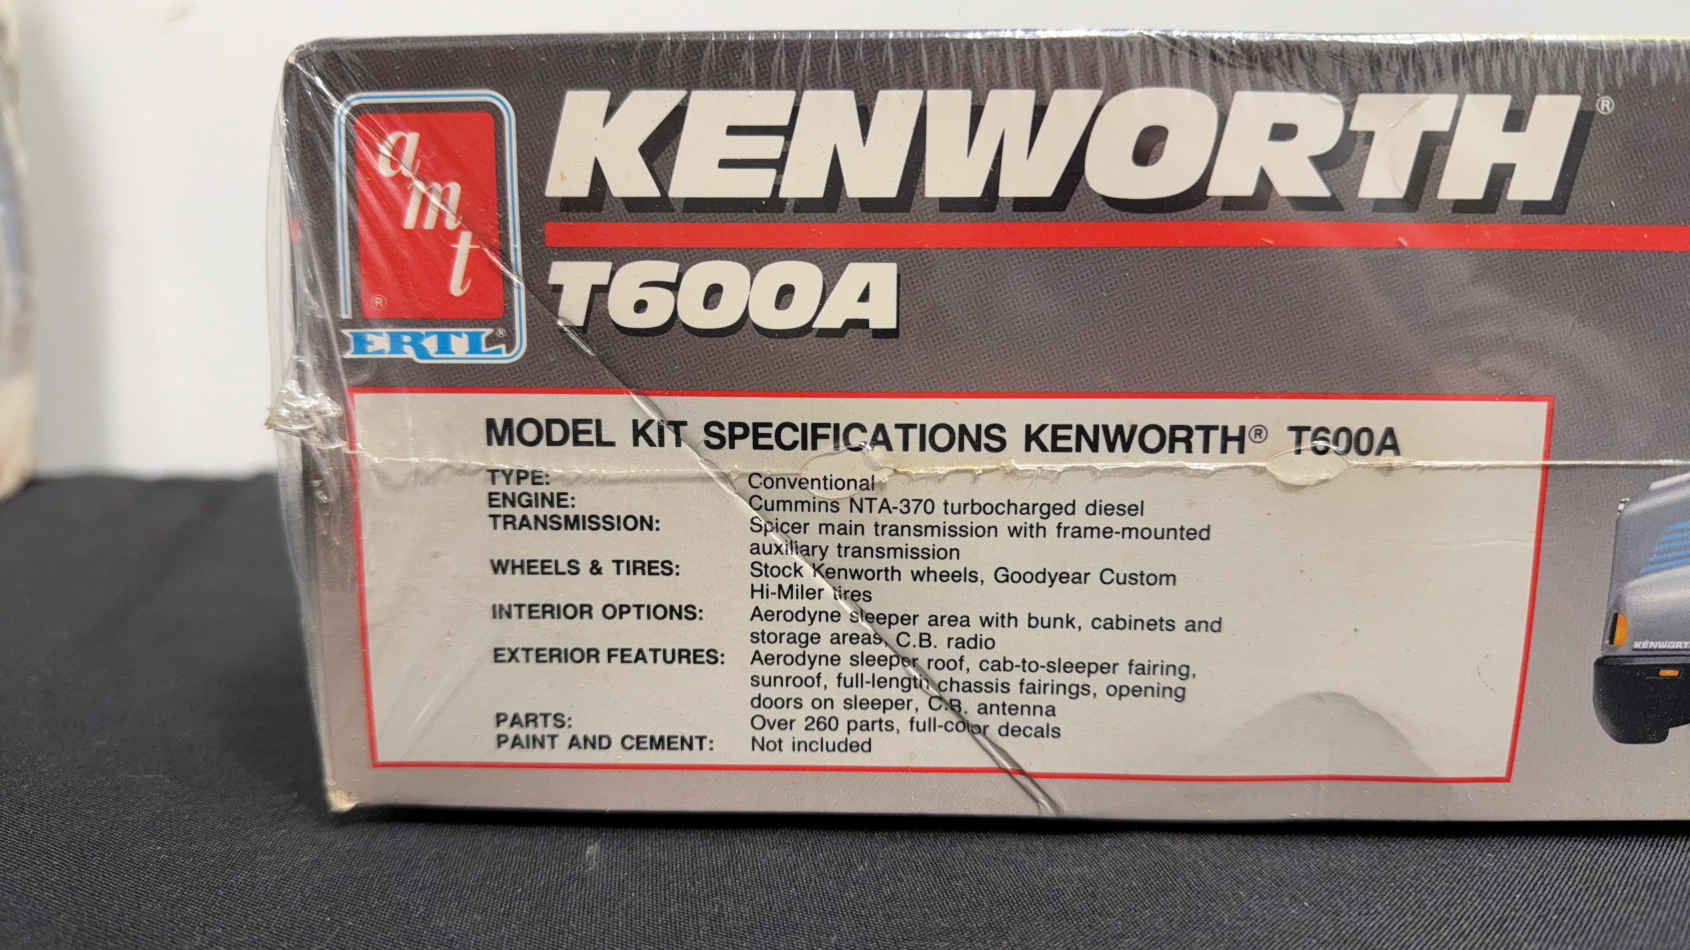 amt
®
ERTL®
KENWORTH®
T600A
MODEL KIT SPECIFICATIONS KENWORTH® T600A
TYPE: Conventional
ENGINE: Cummins NTA-370 turbocharged diesel
TRANSMISSION: Spicer main transmission with frame-mounted
auxiliary transmission
WHEELS & TIRES: Stock Kenworth wheels, Goodyear Custom
Hi-Miler tires
INTERIOR OPTIONS: Aerodyne sleeper area with bunk, cabinets and
storage areas, C.B. radio
EXTERIOR FEATURES: Aerodyne sleeper roof, cab-to-sleeper fairing,
sunroof, full-length chassis fairings, opening
doors on sleeper, C.B. antenna
PARTS: Over 260 parts, full-color decals
PAINT AND CEMENT: Not included
KENWORT